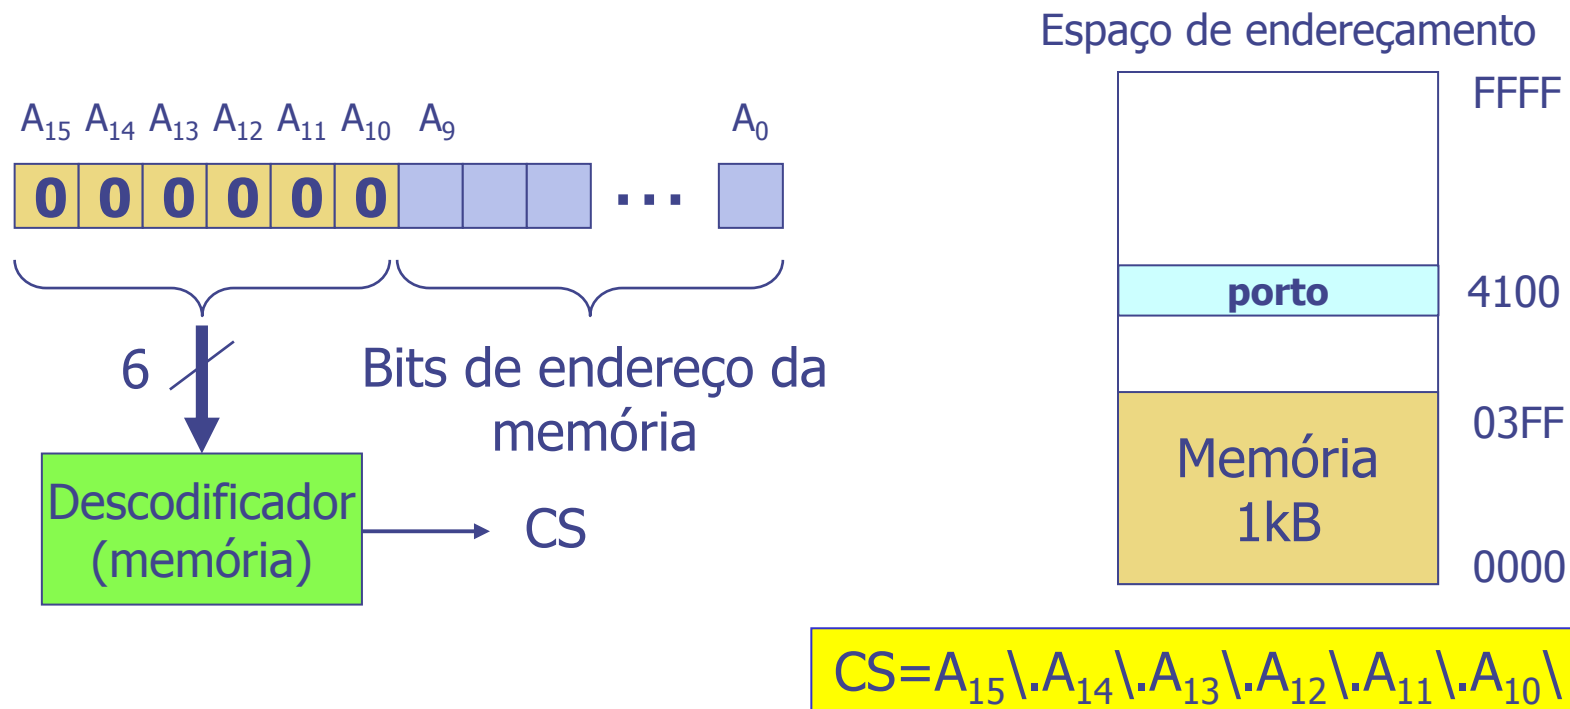 Espaço de endereçamento
FFFF
A15 A14 A13 A12 A11 A10 A9 A0
0 0 0 0 0 0 ...
porto 4100
6
Bits de endereço da
memória
03FF
Memória
1kB
Descodificador
(memória)
CS
0000
CS=A15\.A14\.A13\.A12\.A11\.A10\